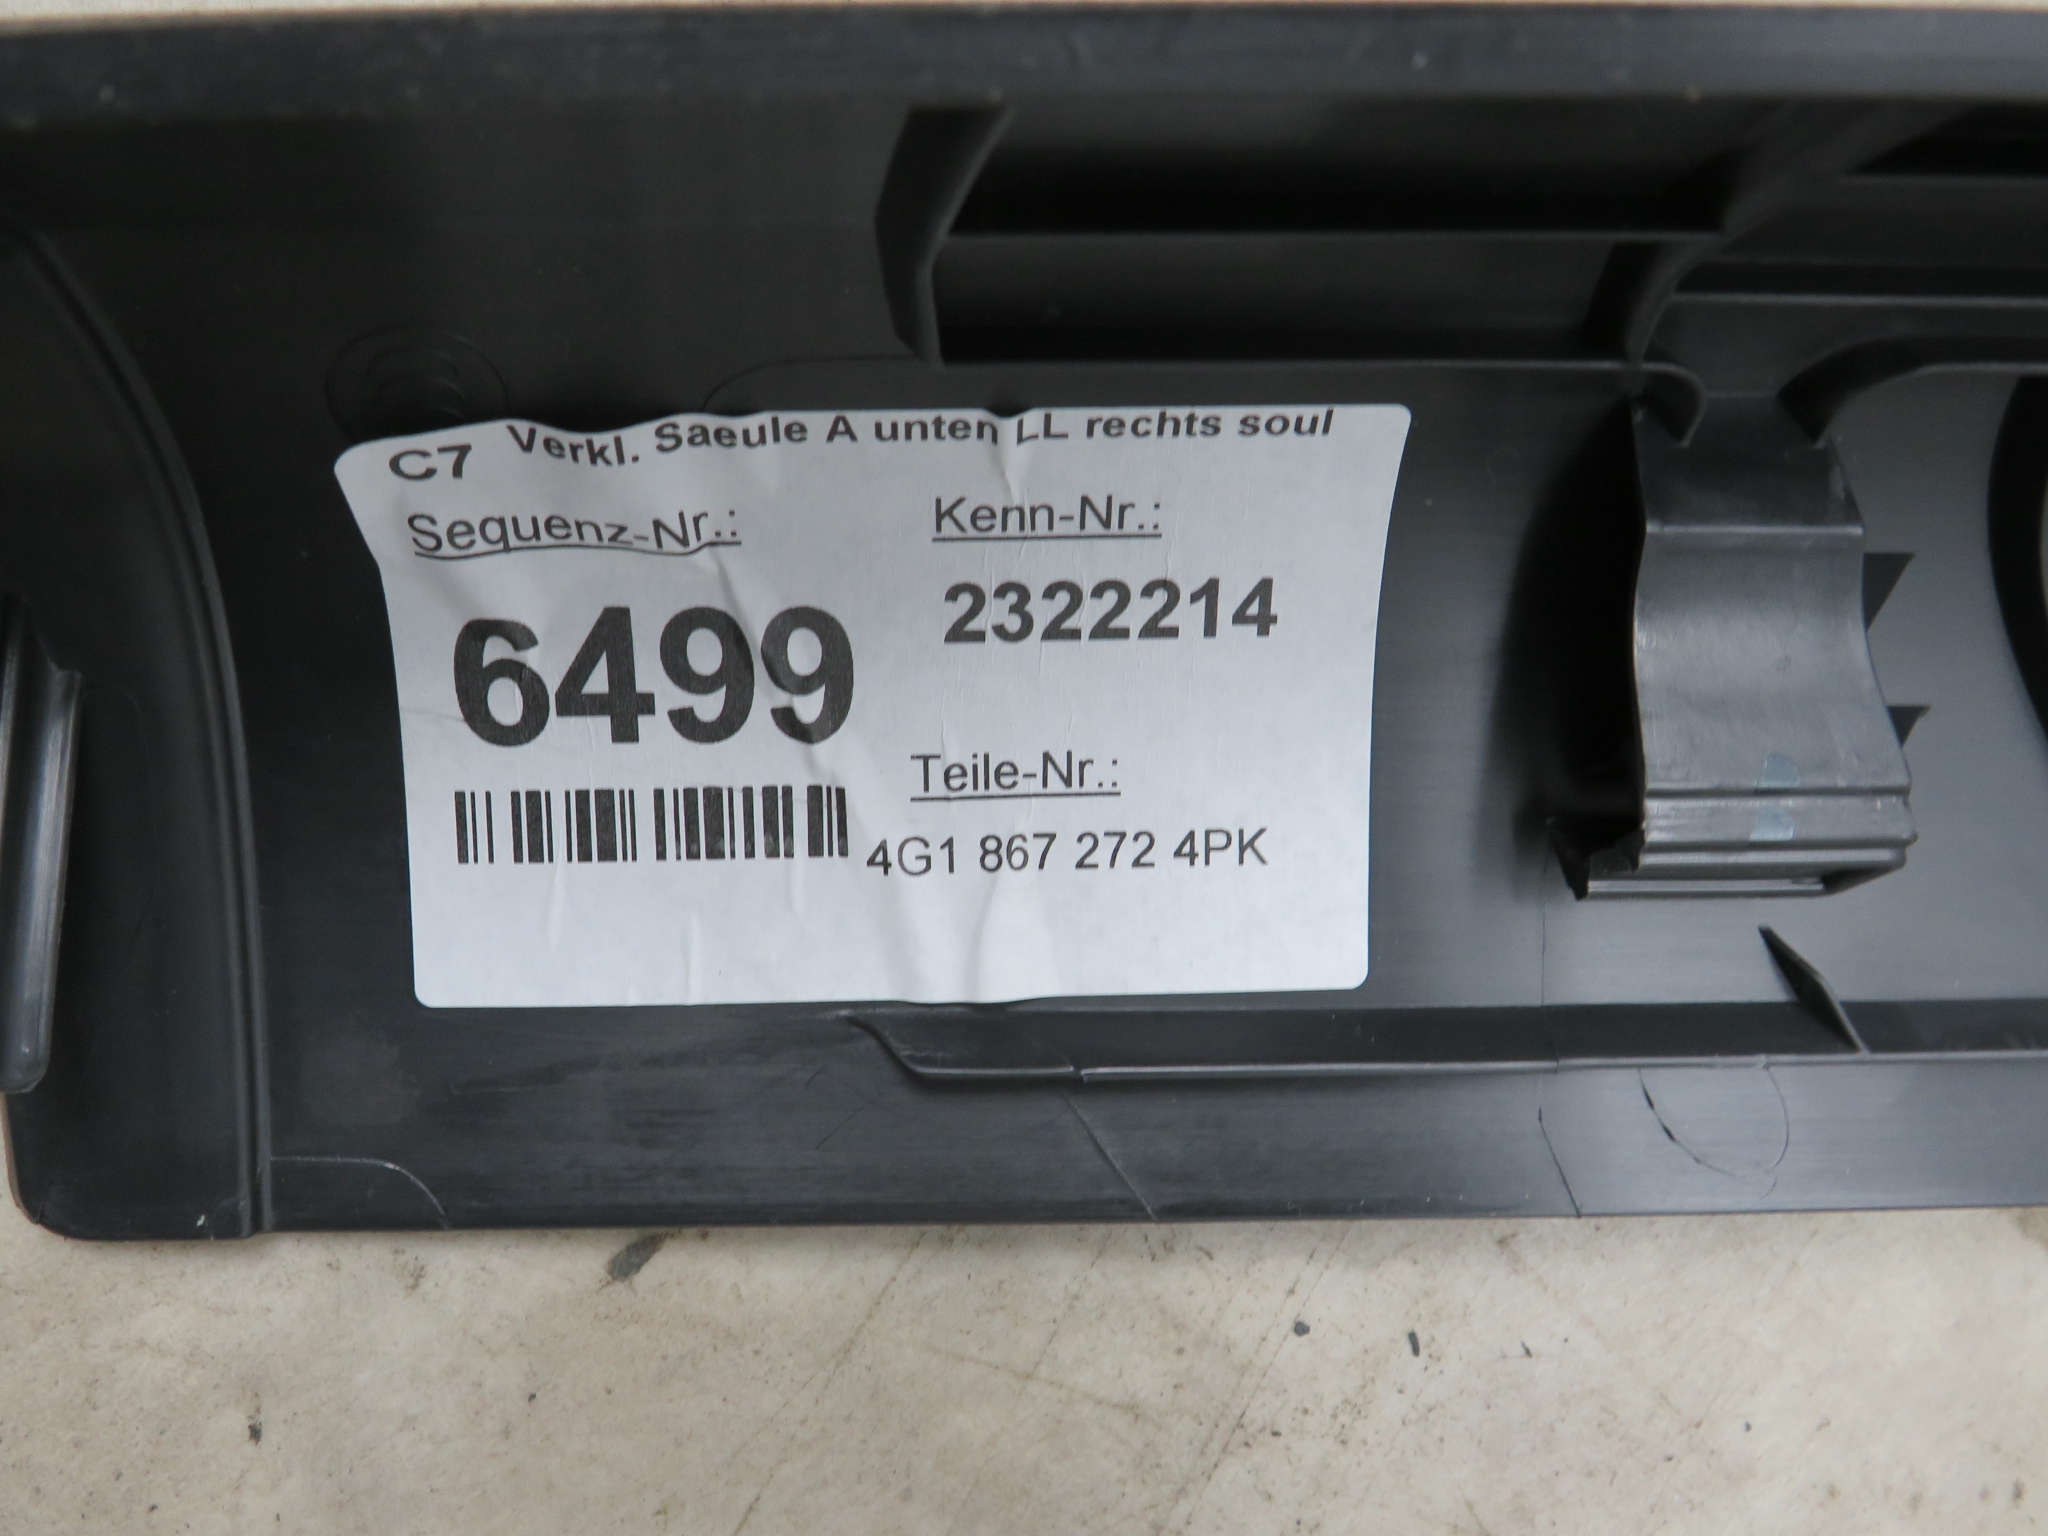 C7 Verkl. Saeule A unten LL rechts soul
Sequenz-Nr.:
6499
Kenn-Nr.:
2322214
Teile-Nr.:
4G1 867 272 4PK